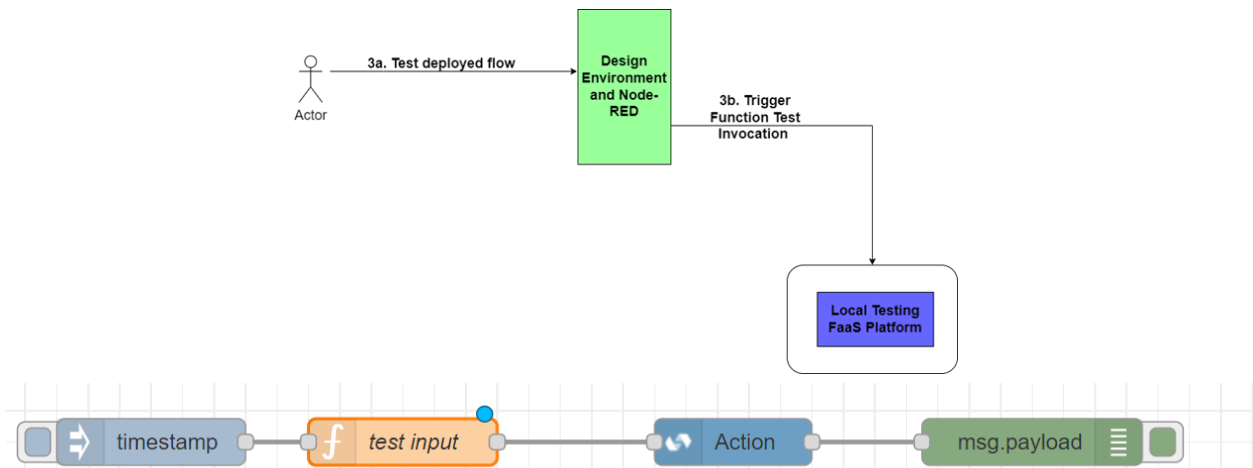 3a. Test deployed flow
Actor
Design
Environment
and Node-
RED
3b. Trigger
Function Test
Invocation
Local Testing
FaaS Platform
timestamp
test input
Action
msg.payload